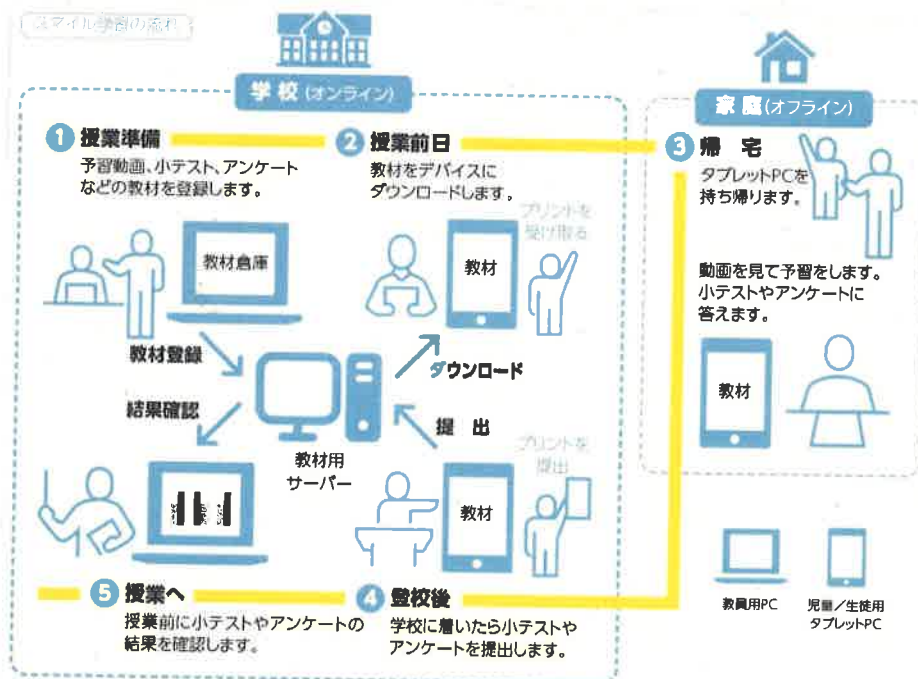 スマイル学習の流れ
学校(オンライン)
家庭(オフライン)
1 授業準備
予習動画、小テスト、アンケート
などの教材を登録します。
2 授業前日
教材をデバイスに
ダウンロードします。
3 帰 宅
タブレットPCを
持ち帰ります。
プリントを
受け取る
教材倉庫
教材
動画を見て予習をします。
小テストやアンケートに
答えます。
教材
教材登録
ダウンロード
結果確認
提 出
教材用
サーバー
プリントを
提出
教材
5 授業へ
授業前に小テストやアンケートの
結果を確認します。
4 登校後
学校に着いたら小テストや
アンケートを提出します。
教員用PC
児童/生徒用
タブレットPC